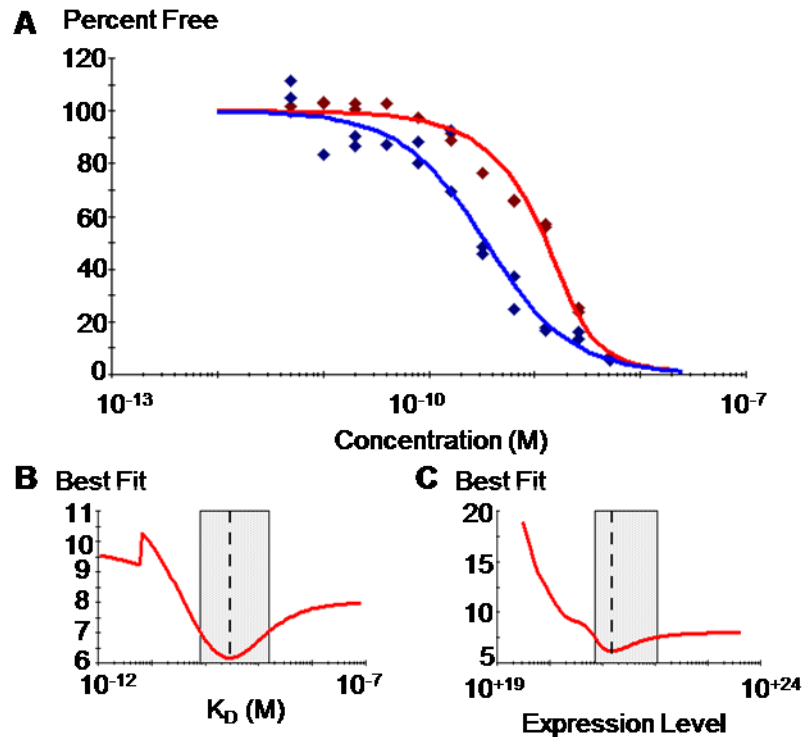 A Percent Free
120
100
80
60
40
20
0
10-13 10-10 10-7
Concentration (M)
B Best Fit
11
10
9
8
7
6
10-12 10-7
KD (M)
C Best Fit
20
15
10
5
10+19 10+24
Expression Level